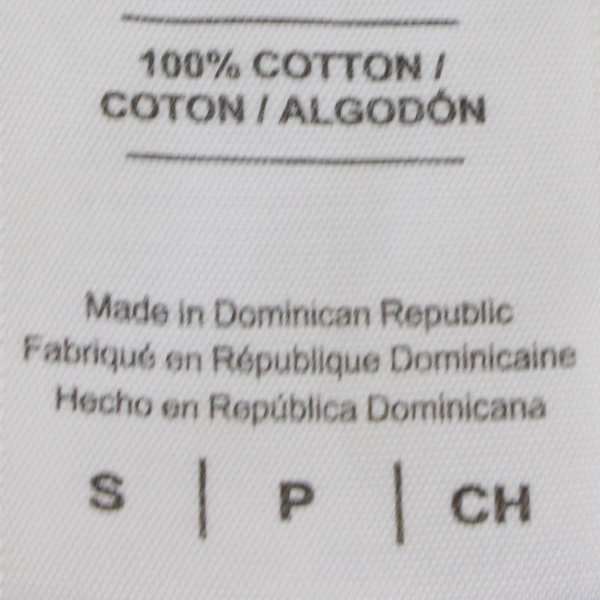 100% COTTON /
COTON / ALGODÓN
Made in Dominican Republic
Fabriqué en République Dominicaine
Hecho en República Dominicana
S | P | CH